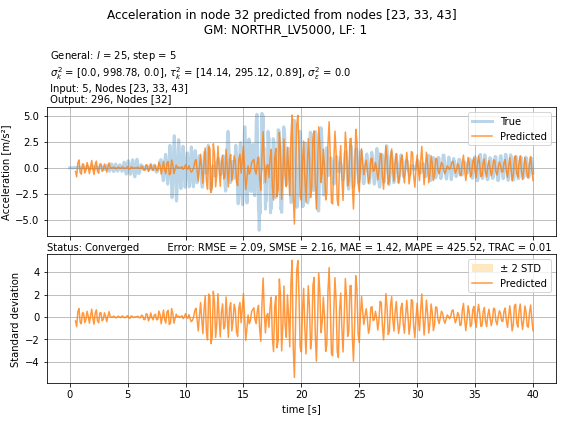 Acceleration in node 32 predicted from nodes [23, 33, 43]
GM: NORTHR_LV5000, LF: 1
General: l = 25, step = 5
σ²ₖ = [0.0, 998.78, 0.0], τ²ₖ = [14.14, 295.12, 0.89], σ²ε = 0.0
Input: 5, Nodes [23, 33, 43]
Output: 296, Nodes [32]
Acceleration [m/s²]
5.0
2.5
0.0
−2.5
−5.0
True
Predicted
Status: Converged Error: RMSE = 2.09, SMSE = 2.16, MAE = 1.42, MAPE = 425.52, TRAC = 0.01
Standard deviation
4
2
0
−2
−4
± 2 STD
Predicted
0 5 10 15 20 25 30 35 40
time [s]